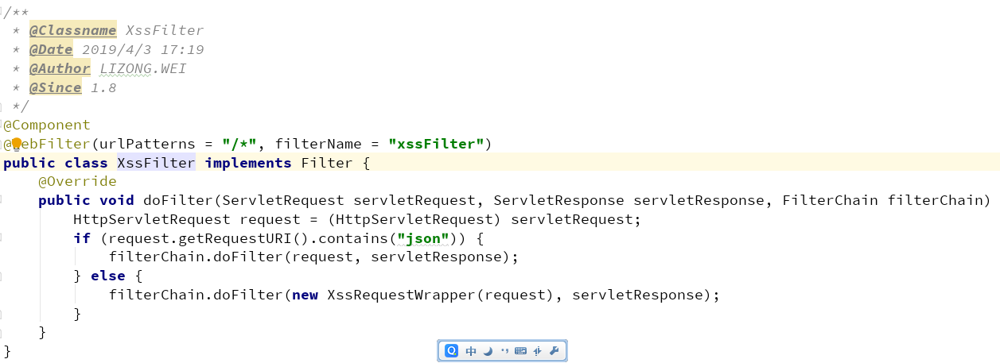 /**
 * @Classname XssFilter
 * @Date 2019/4/3 17:19
 * @Author LIZONG.WEI
 * @Since 1.8
 */
@Component
@WebFilter(urlPatterns = "/*", filterName = "xssFilter")
public class XssFilter implements Filter {
    @Override
    public void doFilter(ServletRequest servletRequest, ServletResponse servletResponse, FilterChain filterChain)
        HttpServletRequest request = (HttpServletRequest) servletRequest;
        if (request.getRequestURI().contains("json")) {
            filterChain.doFilter(request, servletResponse);
        } else {
            filterChain.doFilter(new XssRequestWrapper(request), servletResponse);
        }
    }
}
中